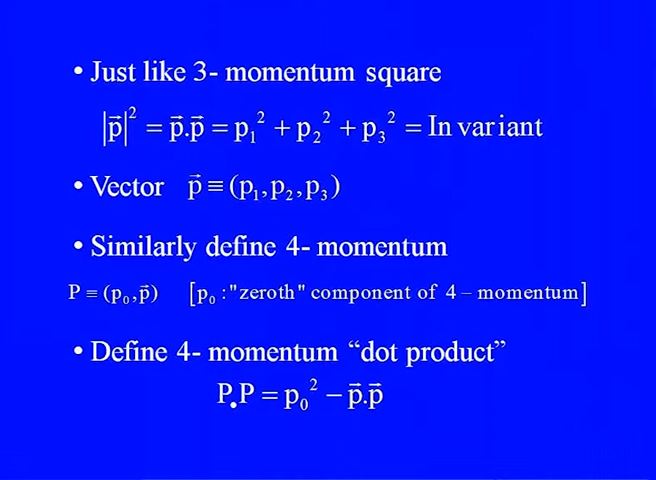 • Just like 3- momentum square
|p⃗|² = p⃗.p⃗ = p₁² + p₂² + p₃² = In variant
• Vector p⃗ ≡ (p₁,p₂,p₃)
• Similarly define 4- momentum
P ≡ (p₀,p⃗) [p₀ :"zeroth" component of 4 – momentum]
• Define 4- momentum “dot product”
P.P = p₀² – p⃗.p⃗